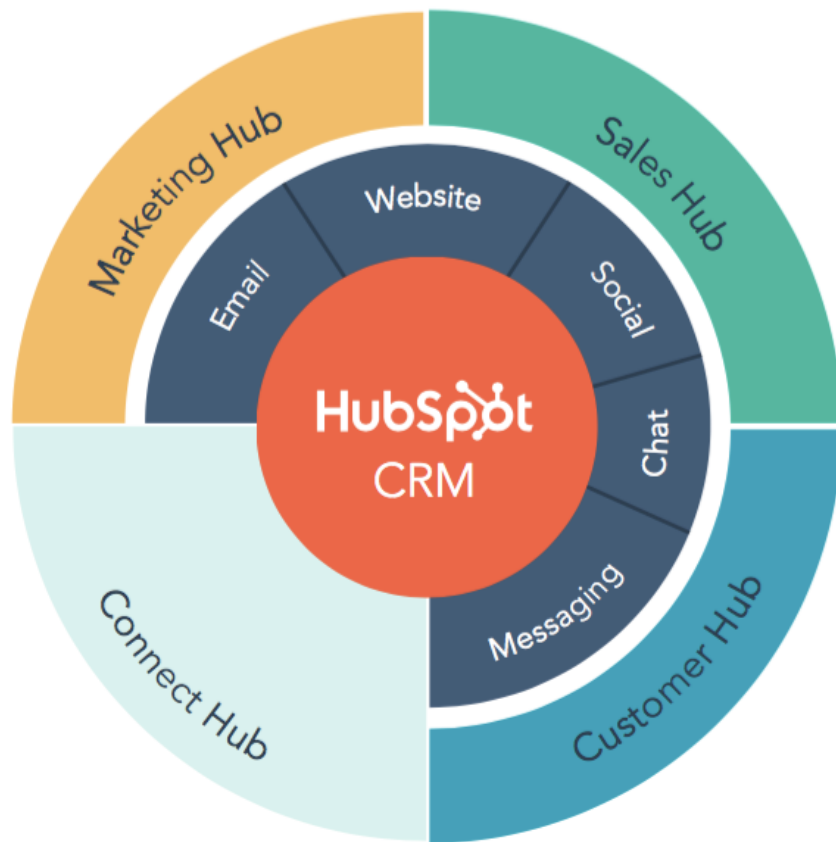 Marketing Hub
Sales Hub
Email
Website
Social
Chat
Messaging
HubSpot
CRM
Connect Hub
Customer Hub